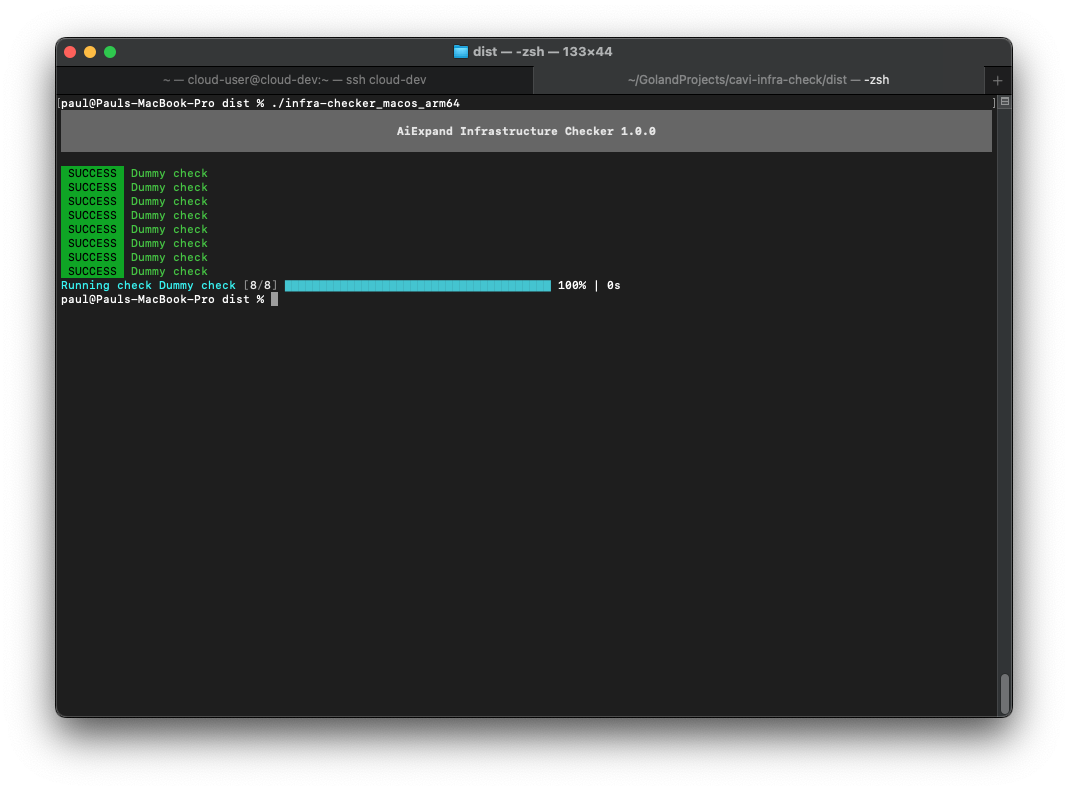 dist — -zsh — 133×44
~ — cloud-user@cloud-dev:~ — ssh cloud-dev
~/GolandProjects/cavi-infra-check/dist — -zsh
+
[paul@Pauls-MacBook-Pro dist % ./infra-checker_macos_arm64 ]
AiExpand Infrastructure Checker 1.0.0
SUCCESS Dummy check
SUCCESS Dummy check
SUCCESS Dummy check
SUCCESS Dummy check
SUCCESS Dummy check
SUCCESS Dummy check
SUCCESS Dummy check
SUCCESS Dummy check
Running check Dummy check [8/8] 100% | 0s
paul@Pauls-MacBook-Pro dist %